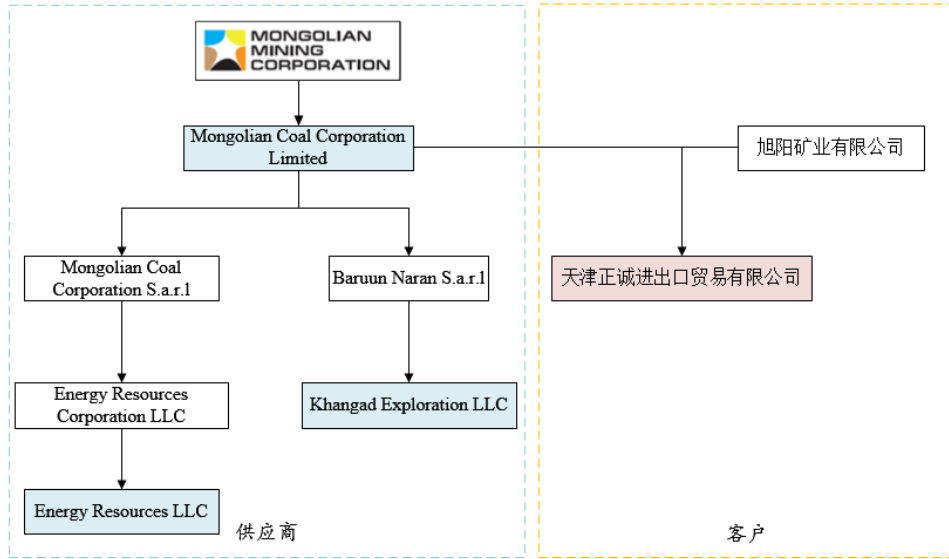 MONGOLIAN
MINING
CORPORATION
Mongolian Coal Corporation
Limited
旭阳矿业有限公司
Mongolian Coal
Corporation S.a.r.l
Baruun Naran S.a.r.l
天津正诚进出口贸易有限公司
Energy Resources
Corporation LLC
Khangad Exploration LLC
Energy Resources LLC
供应商
客户